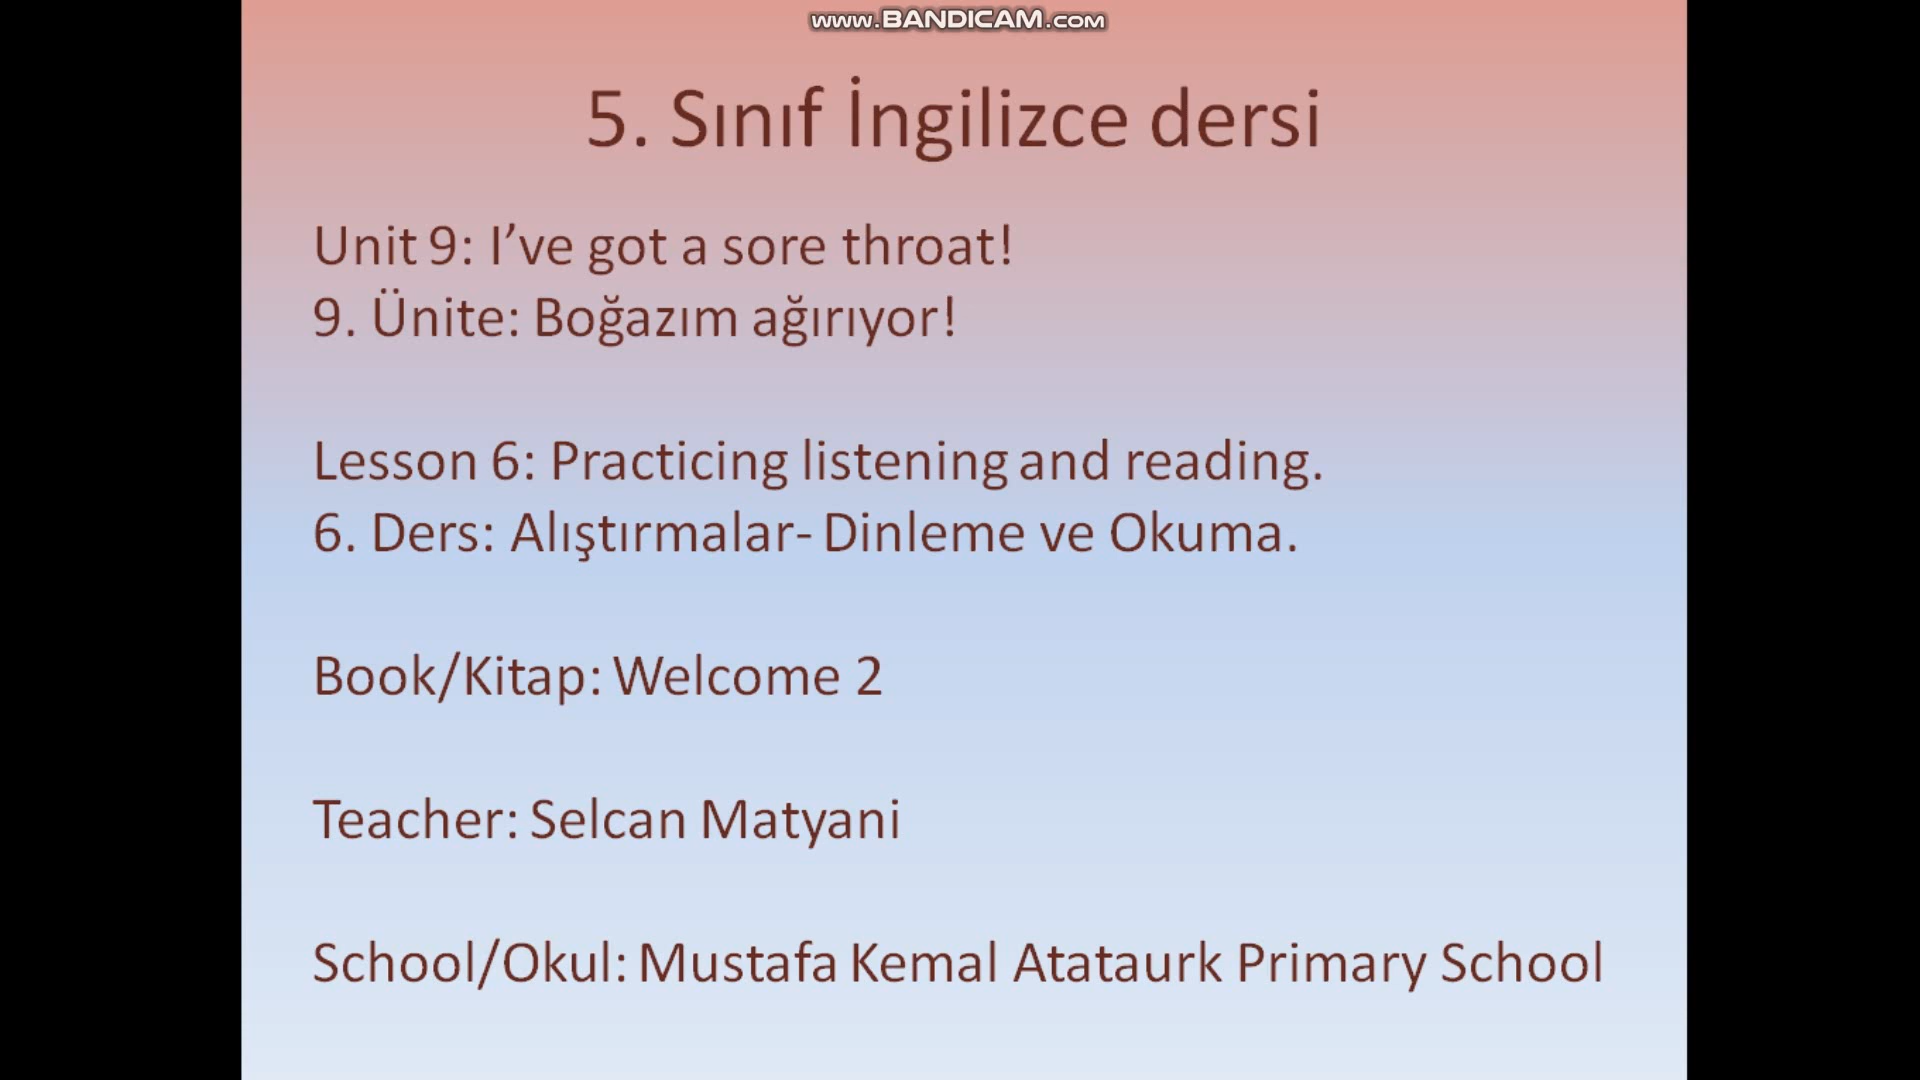 www.BANDICAM.com
5. Sınıf İngilizce dersi
Unit 9: I’ve got a sore throat!
9. Ünite: Boğazım ağırıyor!
Lesson 6: Practicing listening and reading.
6. Ders: Alıştırmalar- Dinleme ve Okuma.
Book/Kitap: Welcome 2
Teacher: Selcan Matyani
School/Okul: Mustafa Kemal Atataurk Primary School